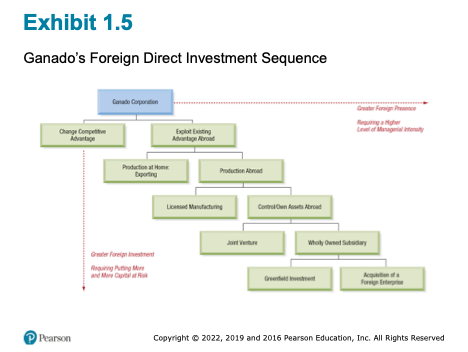 Exhibit 1.5
Ganado's Foreign Direct Investment Sequence
Ganado Corporation
Greater Foreign Presence
Requiring a Higher
Level of Managerial Intensity
Change Competitive
Advantage
Exploit Existing
Advantage Abroad
Production at Home:
Exporting
Production Abroad
Licensed Manufacturing
Control/Own Assets Abroad
Joint Venture
Wholly Owned Subsidiary
Greater Foreign Investment
Requiring Putting More
and More Capital at Risk
Greenfield Investment
Acquisition of a
Foreign Enterprise
Pearson
Copyright © 2022, 2019 and 2016 Pearson Education, Inc. All Rights Reserved